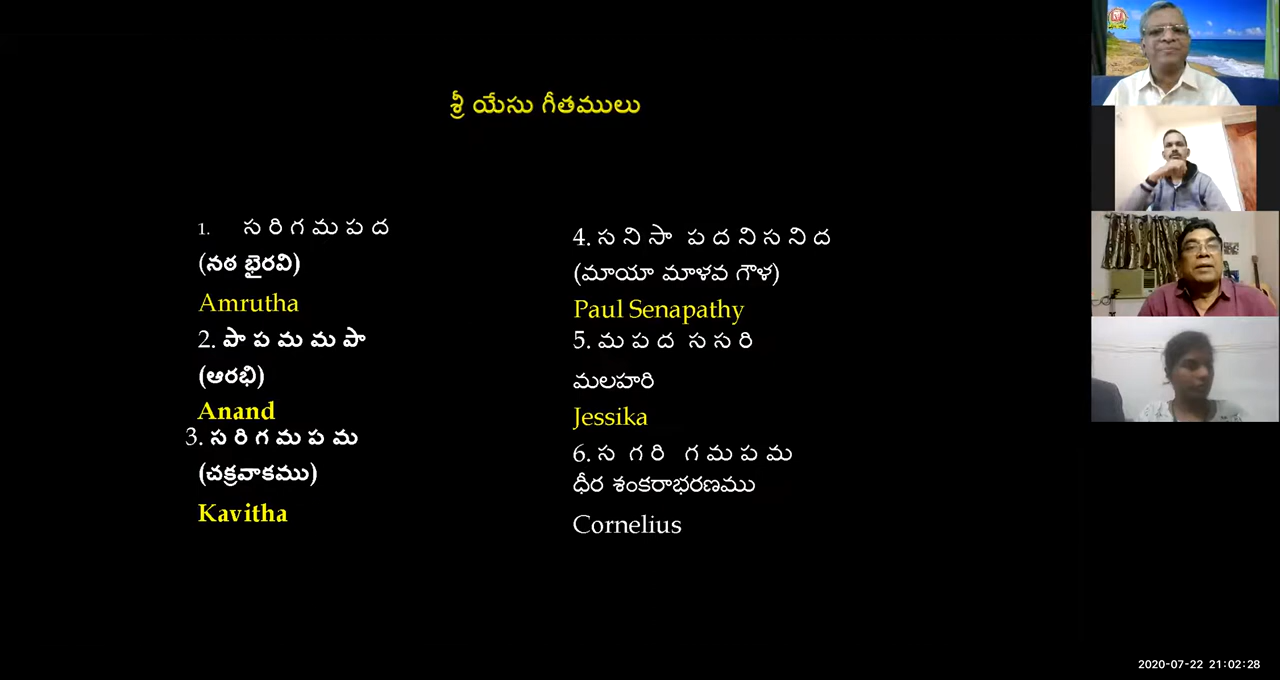 శ్రీ యేసు గీతములు
1. స రి గ మ ప ద
(నఠ భైరవి)
Amrutha
2. పా ప మ మ పా
(ఆరభి)
Anand
3. స రి గ మ ప మ
(చక్రవాకము)
Kavitha
4. స ని సా ప ద ని స ని ద
(మాయా మాళవ గౌళ)
Paul Senapathy
5. మ ప ద స స రి
మలహరి
Jessika
6. స గ రి గ మ ప మ
ధీర శంకరాభరణము
Cornelius
2020-07-22 21:02:28